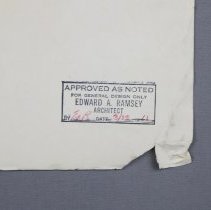 APPROVED AS NOTED
FOR GENERAL DESIGN ONLY
EDWARD A. RAMSEY
ARCHITECT
BY DATE